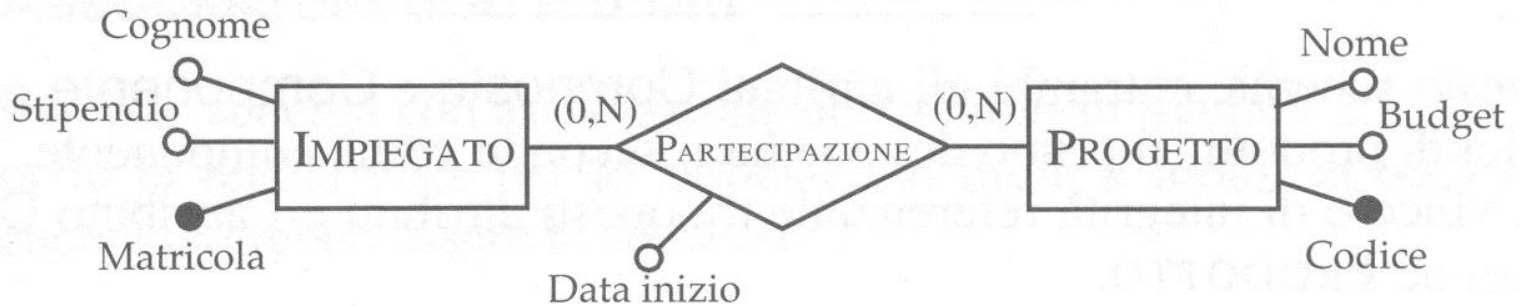 Cognome
Stipendio
Matricola
IMPIEGATO
(0,N)
PARTECIPAZIONE
Data inizio
(0,N)
PROGETTO
Nome
Budget
Codice